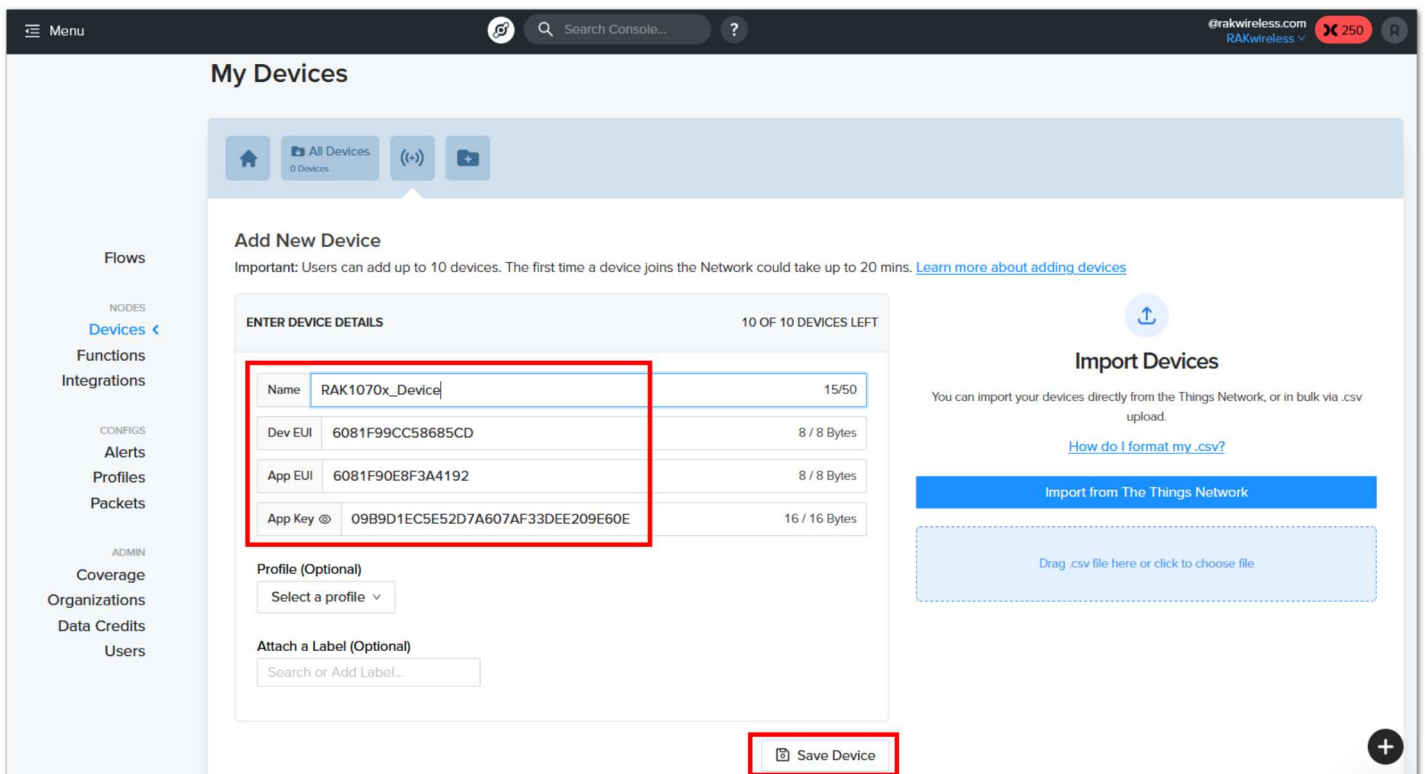 Menu
Search Console...
?
@rakwireless.com
RAKwireless
250
My Devices
All Devices
0 Devices
Flows
NODES
Devices
Functions
Integrations
CONFIGS
Alerts
Profiles
Packets
ADMIN
Coverage
Organizations
Data Credits
Users
Add New Device
Important: Users can add up to 10 devices. The first time a device joins the Network could take up to 20 mins. Learn more about adding devices
ENTER DEVICE DETAILS 10 OF 10 DEVICES LEFT
Name RAK1070x_Device 15/50
Dev EUI 6081F99CC58685CD 8 / 8 Bytes
App EUI 6081F90E8F3A4192 8 / 8 Bytes
App Key 09B9D1EC5E52D7A607AF33DEE209E60E 16 / 16 Bytes
Profile (Optional)
Select a profile
Attach a Label (Optional)
Search or Add Label...
Save Device
Import Devices
You can import your devices directly from the Things Network, or in bulk via .csv
upload.
How do I format my .csv?
Import from The Things Network
Drag .csv file here or click to choose file